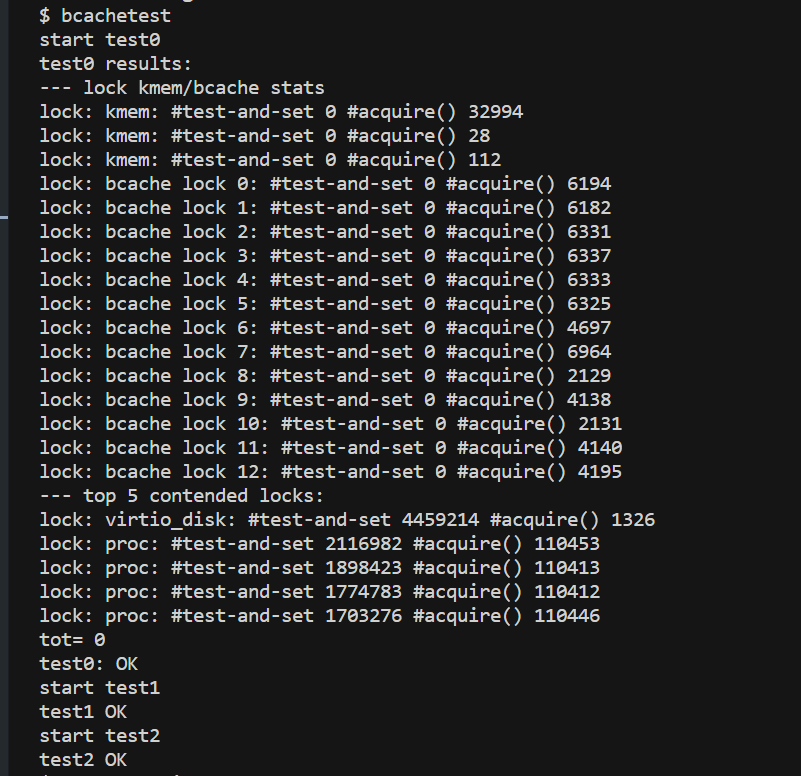 $ bcachetest
start test0
test0 results:
--- lock kmem/bcache stats
lock: kmem: #test-and-set 0 #acquire() 32994
lock: kmem: #test-and-set 0 #acquire() 28
lock: kmem: #test-and-set 0 #acquire() 112
lock: bcache lock 0: #test-and-set 0 #acquire() 6194
lock: bcache lock 1: #test-and-set 0 #acquire() 6182
lock: bcache lock 2: #test-and-set 0 #acquire() 6331
lock: bcache lock 3: #test-and-set 0 #acquire() 6337
lock: bcache lock 4: #test-and-set 0 #acquire() 6333
lock: bcache lock 5: #test-and-set 0 #acquire() 6325
lock: bcache lock 6: #test-and-set 0 #acquire() 4697
lock: bcache lock 7: #test-and-set 0 #acquire() 6964
lock: bcache lock 8: #test-and-set 0 #acquire() 2129
lock: bcache lock 9: #test-and-set 0 #acquire() 4138
lock: bcache lock 10: #test-and-set 0 #acquire() 2131
lock: bcache lock 11: #test-and-set 0 #acquire() 4140
lock: bcache lock 12: #test-and-set 0 #acquire() 4195
--- top 5 contended locks:
lock: virtio_disk: #test-and-set 4459214 #acquire() 1326
lock: proc: #test-and-set 2116982 #acquire() 110453
lock: proc: #test-and-set 1898423 #acquire() 110413
lock: proc: #test-and-set 1774783 #acquire() 110412
lock: proc: #test-and-set 1703276 #acquire() 110446
tot= 0
test0: OK
start test1
test1 OK
start test2
test2 OK